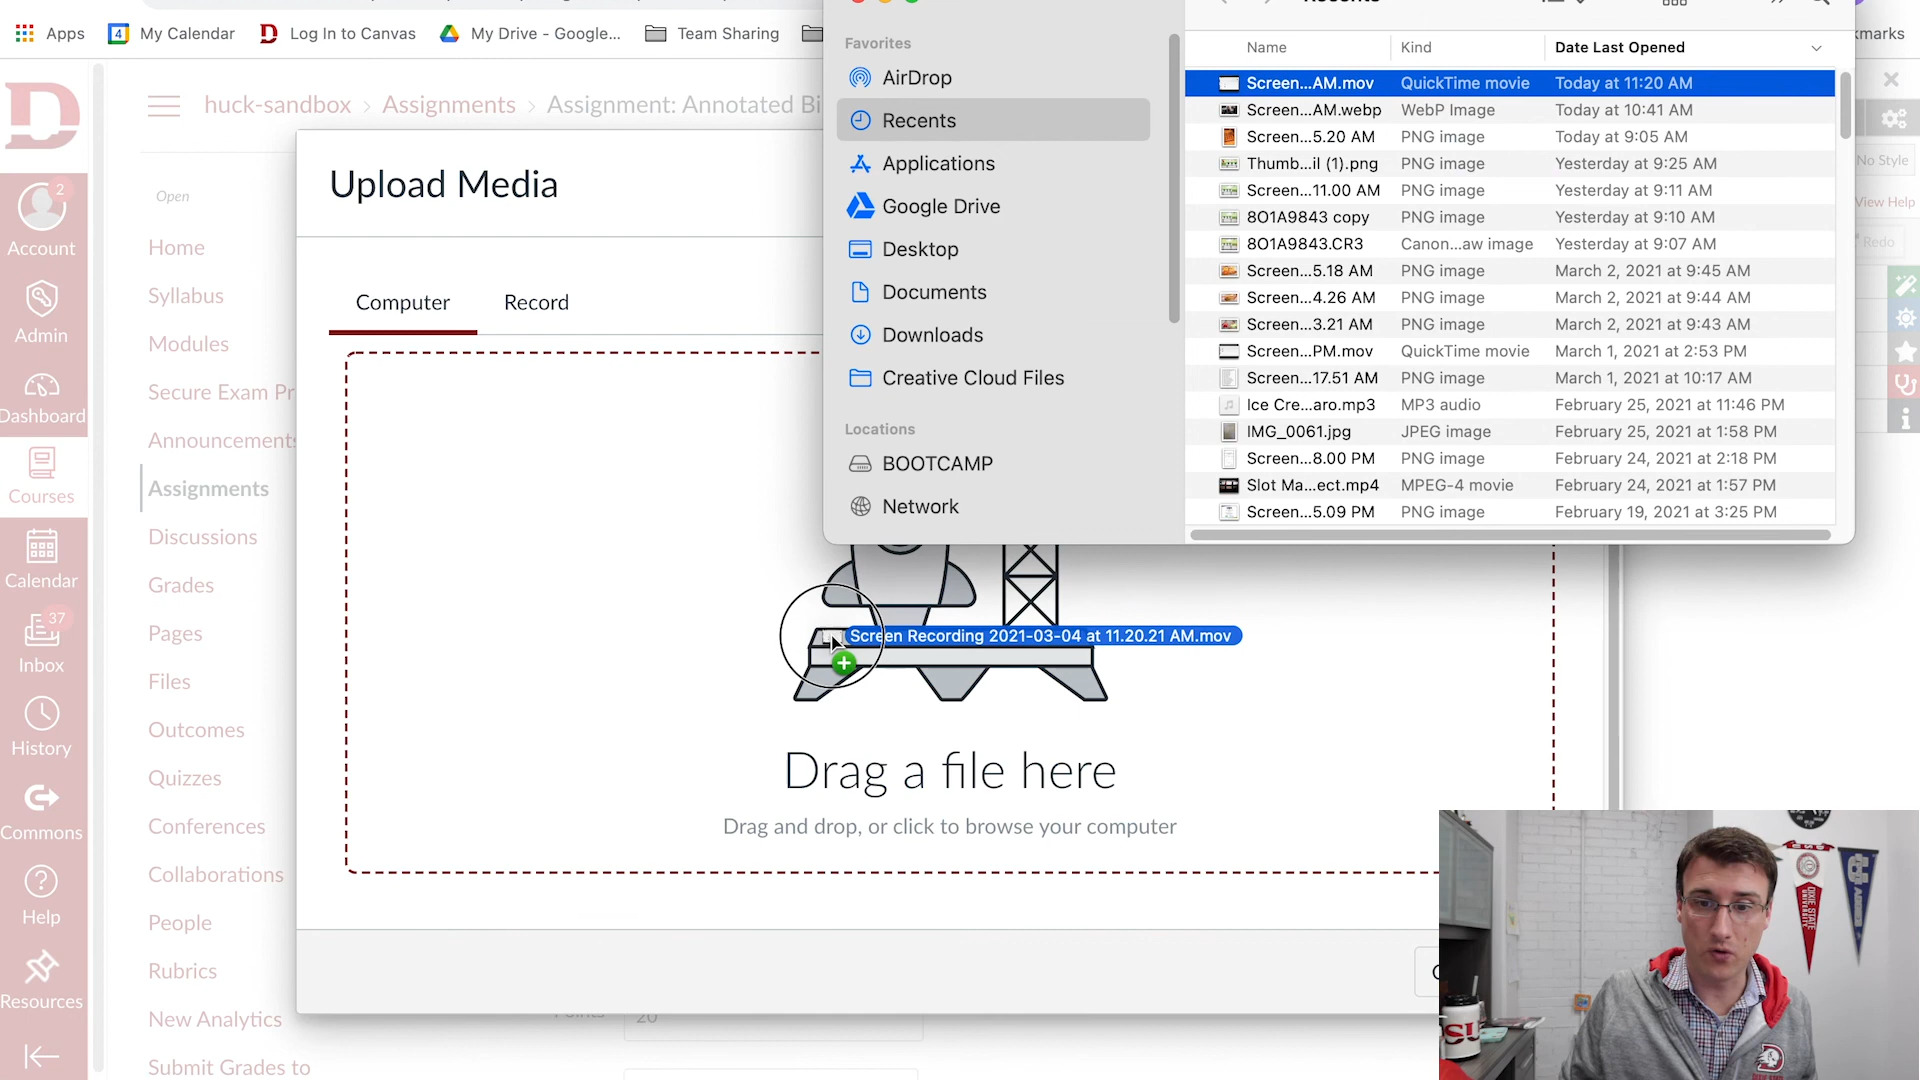 Apps
My Calendar
Log In to Canvas
My Drive - Google...
Team Sharing
D
2
Account
Admin
Dashboard
Courses
Calendar
37
Inbox
History
Commons
Help
Resources
huck-sandbox > Assignments > Assignment: Annotated Bi
Open
Home
Syllabus
Modules
Secure Exam Pr
Announcements
Assignments
Discussions
Grades
Pages
Files
Outcomes
Quizzes
Conferences
Collaborations
People
Rubrics
New Analytics
Submit Grades to
Upload Media
Computer
Record
Screen Recording 2021-03-04 at 11.20.21 AM.mov
Drag a file here
Drag and drop, or click to browse your computer
Points
20
Favorites
AirDrop
Recents
Applications
Google Drive
Desktop
Documents
Downloads
Creative Cloud Files
Locations
BOOTCAMP
Network
Recents
Name Kind Date Last Opened
Screen...AM.mov QuickTime movie Today at 11:20 AM
Screen...AM.webp WebP Image Today at 10:41 AM
Screen...5.20 AM PNG image Today at 9:05 AM
Thumb...il (1).png PNG image Yesterday at 9:25 AM
Screen...11.00 AM PNG image Yesterday at 9:11 AM
8O1A9843 copy PNG image Yesterday at 9:10 AM
8O1A9843.CR3 Canon...aw image Yesterday at 9:07 AM
Screen...5.18 AM PNG image March 2, 2021 at 9:45 AM
Screen...4.26 AM PNG image March 2, 2021 at 9:44 AM
Screen...3.21 AM PNG image March 2, 2021 at 9:43 AM
Screen...PM.mov QuickTime movie March 1, 2021 at 2:53 PM
Screen...17.51 AM PNG image March 1, 2021 at 10:17 AM
Ice Cre...aro.mp3 MP3 audio February 25, 2021 at 11:46 PM
IMG_0061.jpg JPEG image February 25, 2021 at 1:58 PM
Screen...8.00 PM PNG image February 24, 2021 at 2:18 PM
Slot Ma...ect.mp4 MPEG-4 movie February 24, 2021 at 1:57 PM
Screen...5.09 PM PNG image February 19, 2021 at 3:25 PM
kmarks
No Style
View Help
Redo
SU
DSU
DIXIE STATE UNIVERSITY